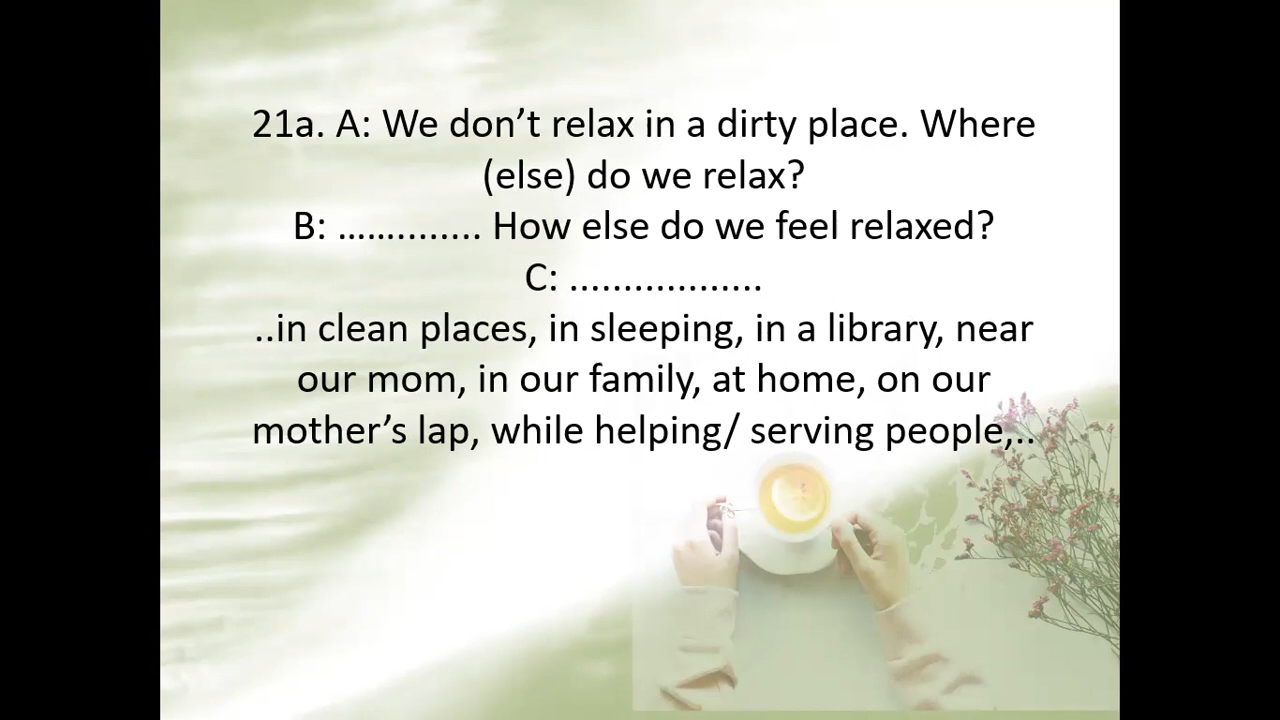 21a. A: We don’t relax in a dirty place. Where
(else) do we relax?
B: …........... How else do we feel relaxed?
C: ..................
..in clean places, in sleeping, in a library, near
our mom, in our family, at home, on our
mother’s lap, while helping/ serving people,..